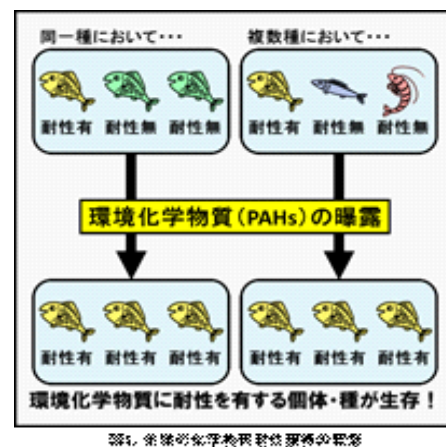 同一種において･･･
複数種において･･･
耐性有 耐性無 耐性無
耐性有 耐性無 耐性無
環境化学物質(PAHs)の曝露
耐性有 耐性有 耐性有
耐性有 耐性有 耐性有
環境化学物質に耐性を有する個体･種が生存！